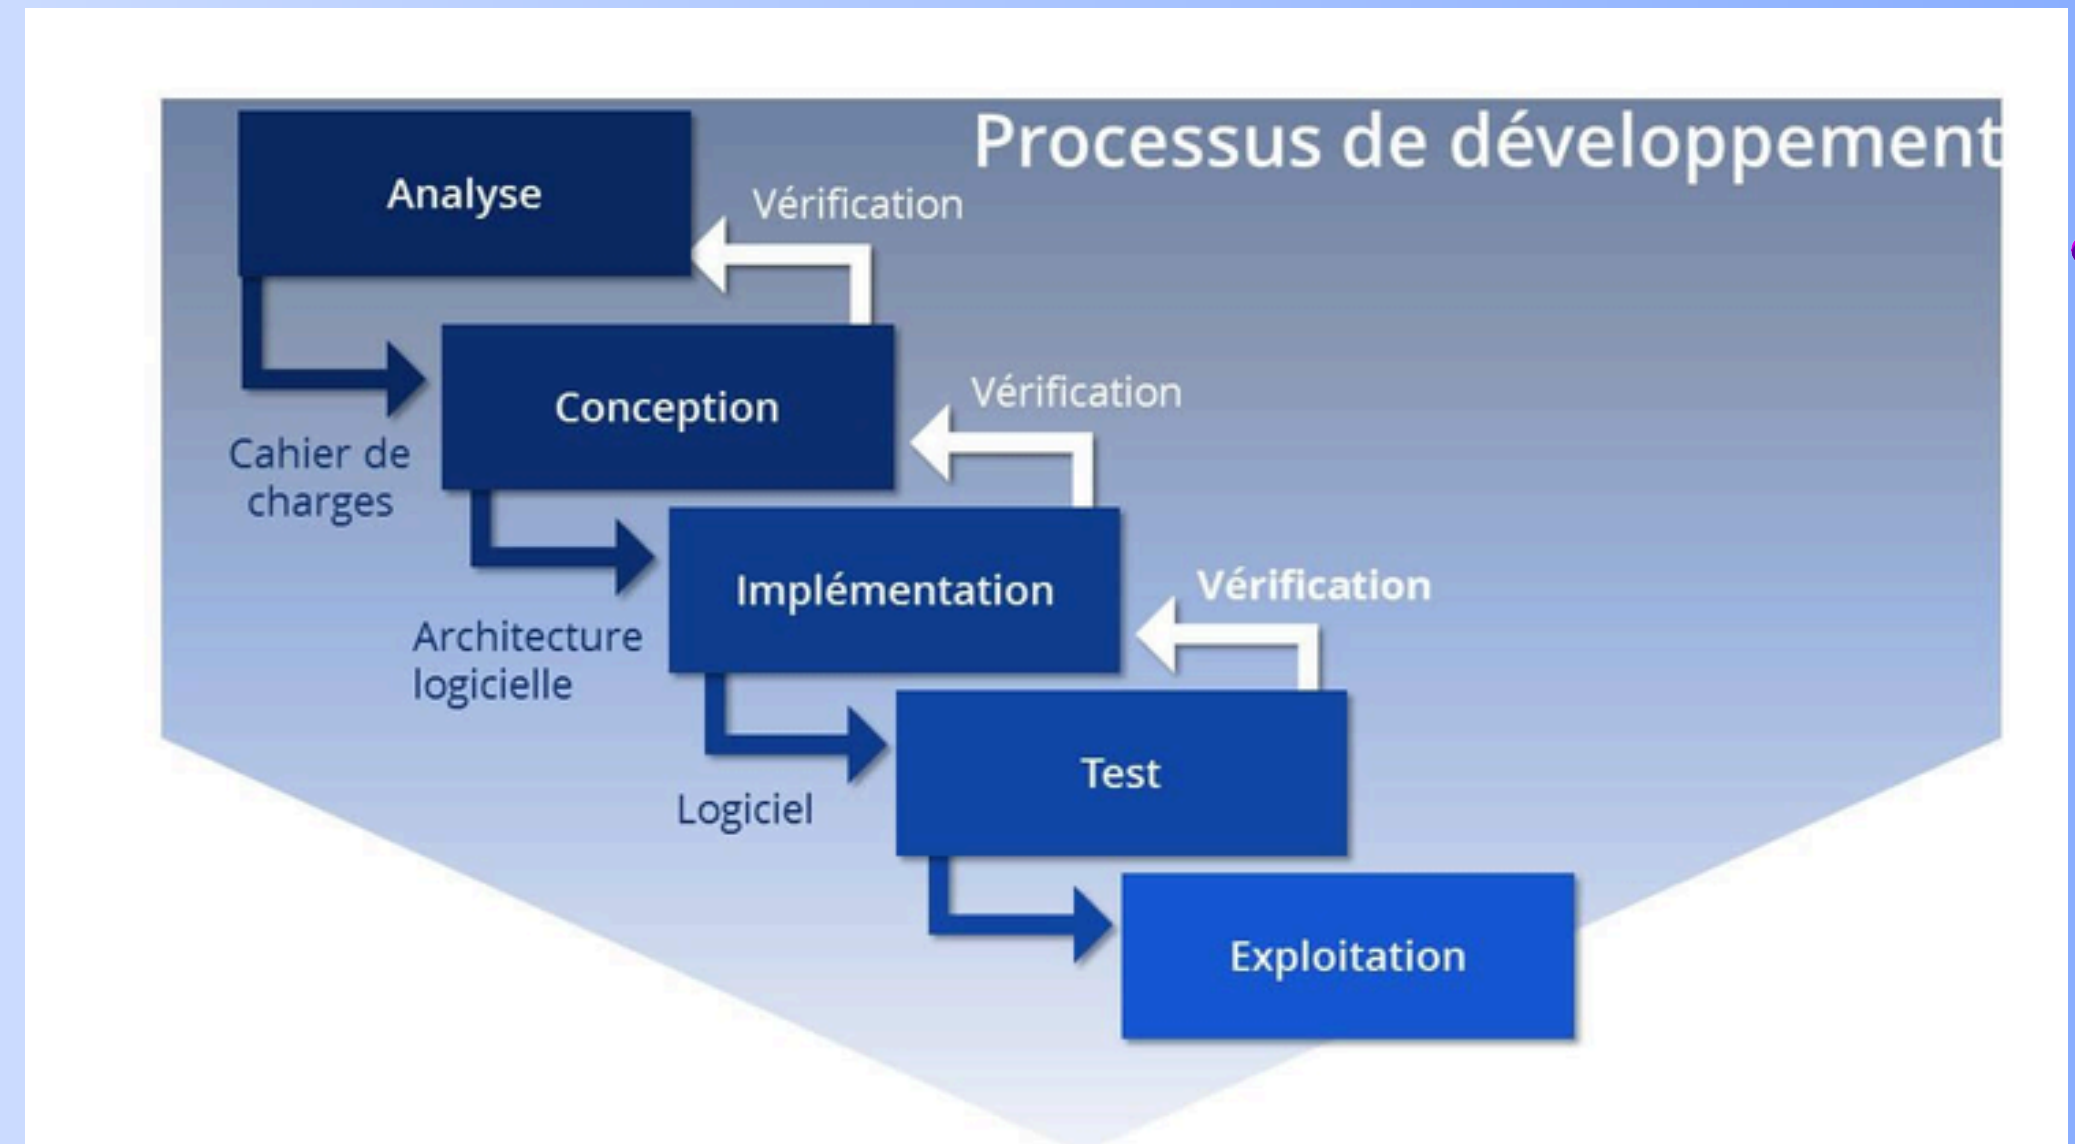 Processus de développement
Analyse
Vérification
Conception
Vérification
Cahier de
charges
Implémentation
Vérification
Architecture
logicielle
Test
Logiciel
Exploitation